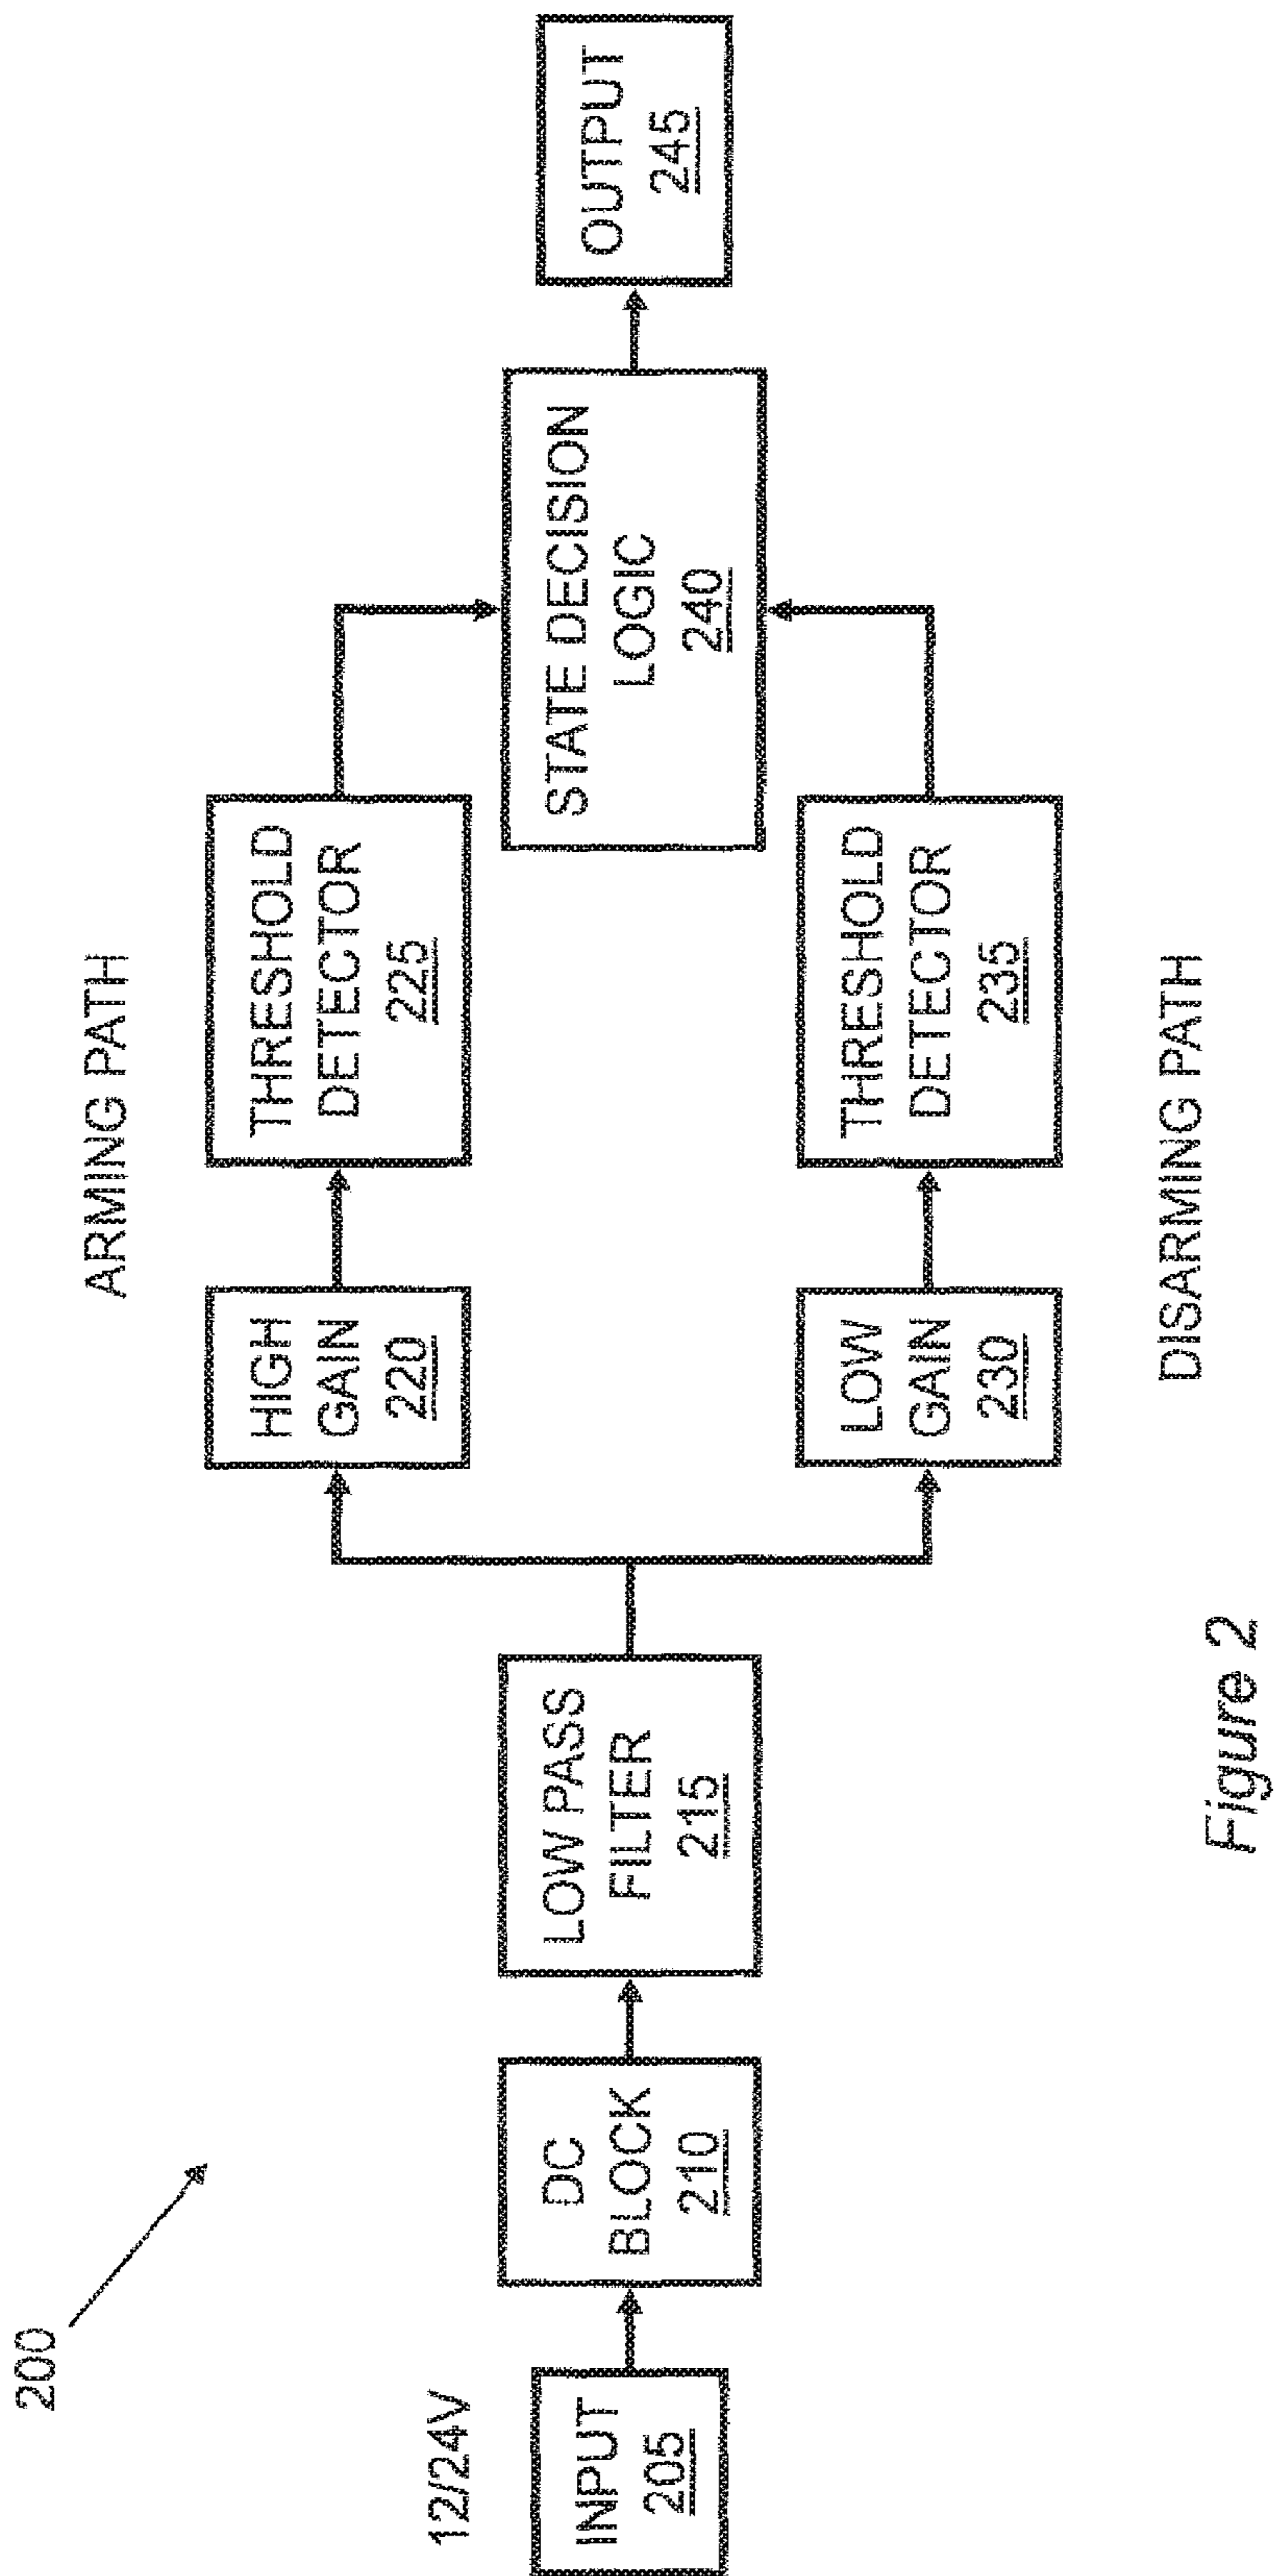 200
12/24V
INPUT
205
DC
BLOCK
210
LOW PASS
FILTER
215
ARMING PATH
HIGH
GAIN
220
THRESHOLD
DETECTOR
225
LOW
GAIN
230
THRESHOLD
DETECTOR
235
DISARMING PATH
STATE DECISION
LOGIC
240
OUTPUT
245
Figure 2